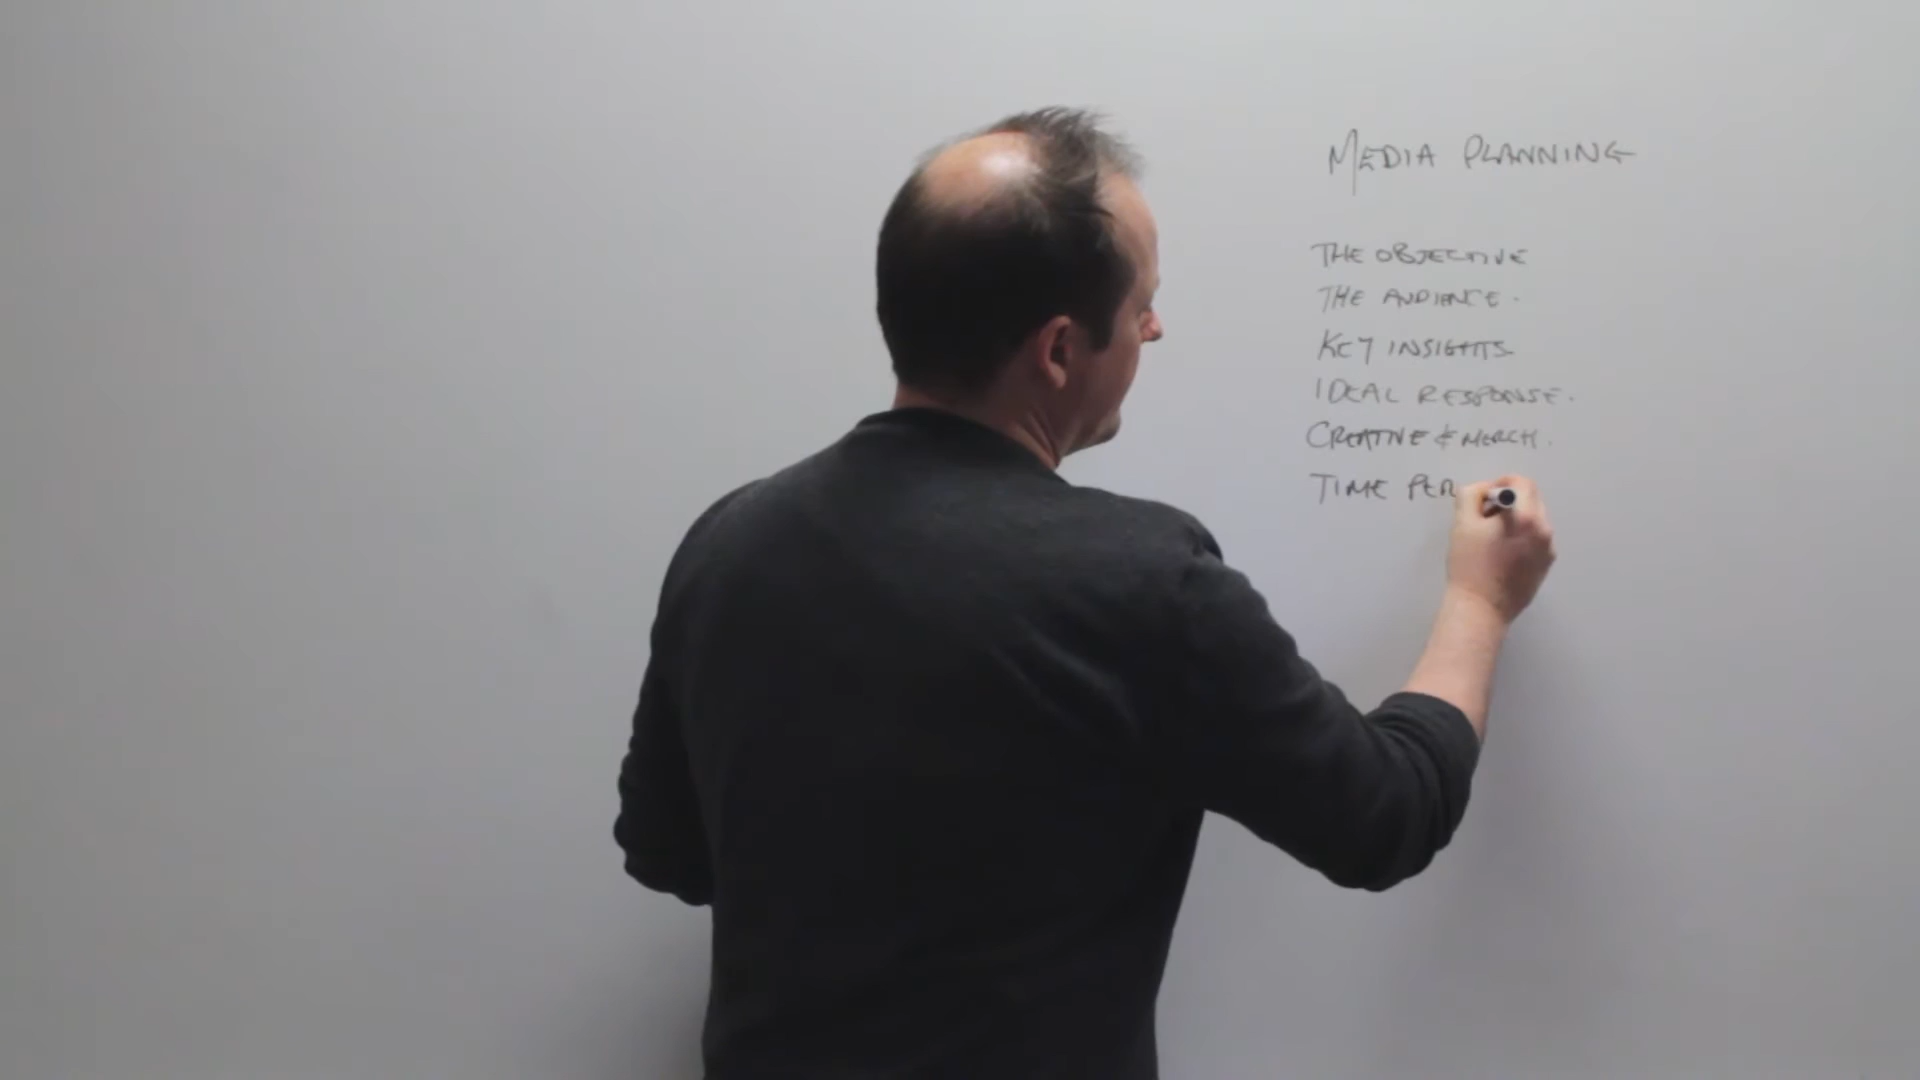 MEDIA PLANNING
THE OBJECTIVE
THE AUDIENCE.
KEY INSIGHTS
IDEAL RESPONSE.
CREATIVE & MERCH.
TIME PER